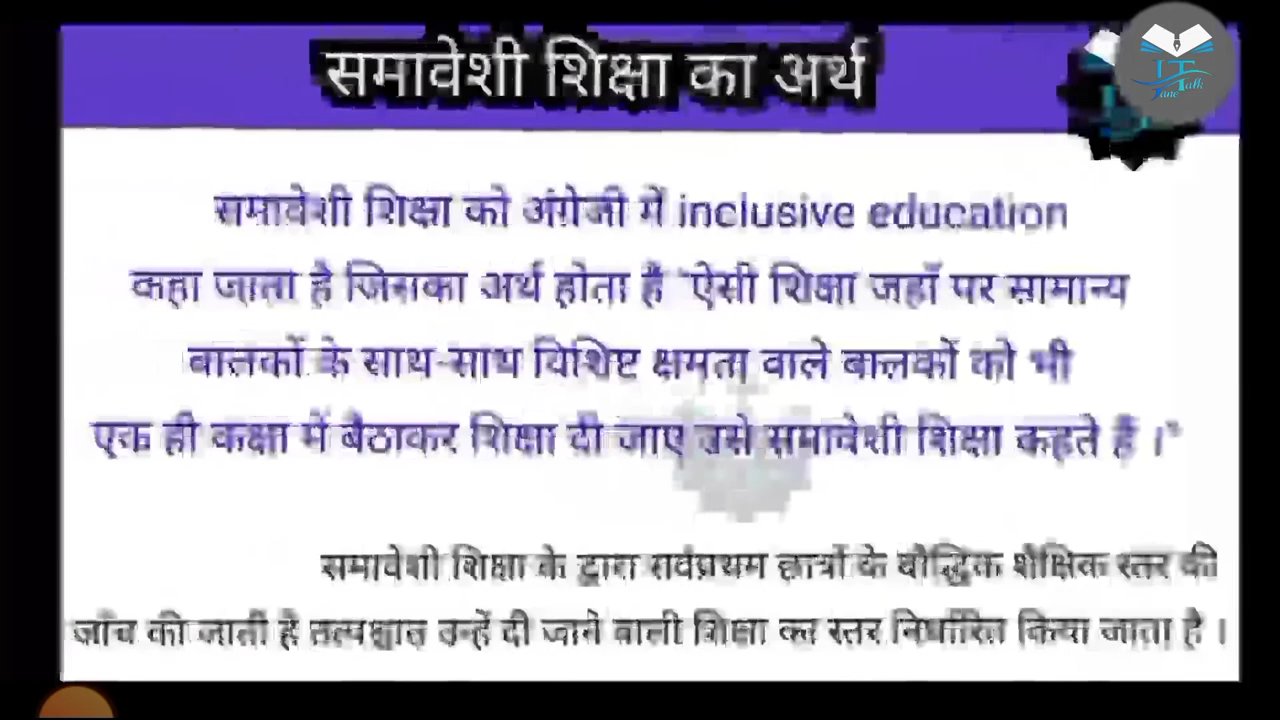 समावेशी शिक्षा का अर्थ
समावेशी शिक्षा को अंग्रेजी में inclusive education
कहा जाता है जिसका अर्थ होता है "ऐसी शिक्षा जहाँ पर सामान्य
बालकों के साथ-साथ विशिष्ट क्षमता वाले बालकों को भी
एक ही कक्षा में बैठाकर शिक्षा दी जाए उसे समावेशी शिक्षा कहते है ।"
समावेशी शिक्षा के द्वारा सर्वप्रथम छात्रों के बौद्धिक शैक्षिक स्तर की
जाँच की जाती है तत्पश्चात उन्हें दी जाने वाली शिक्षा का स्तर निर्धारित किया जाता है ।